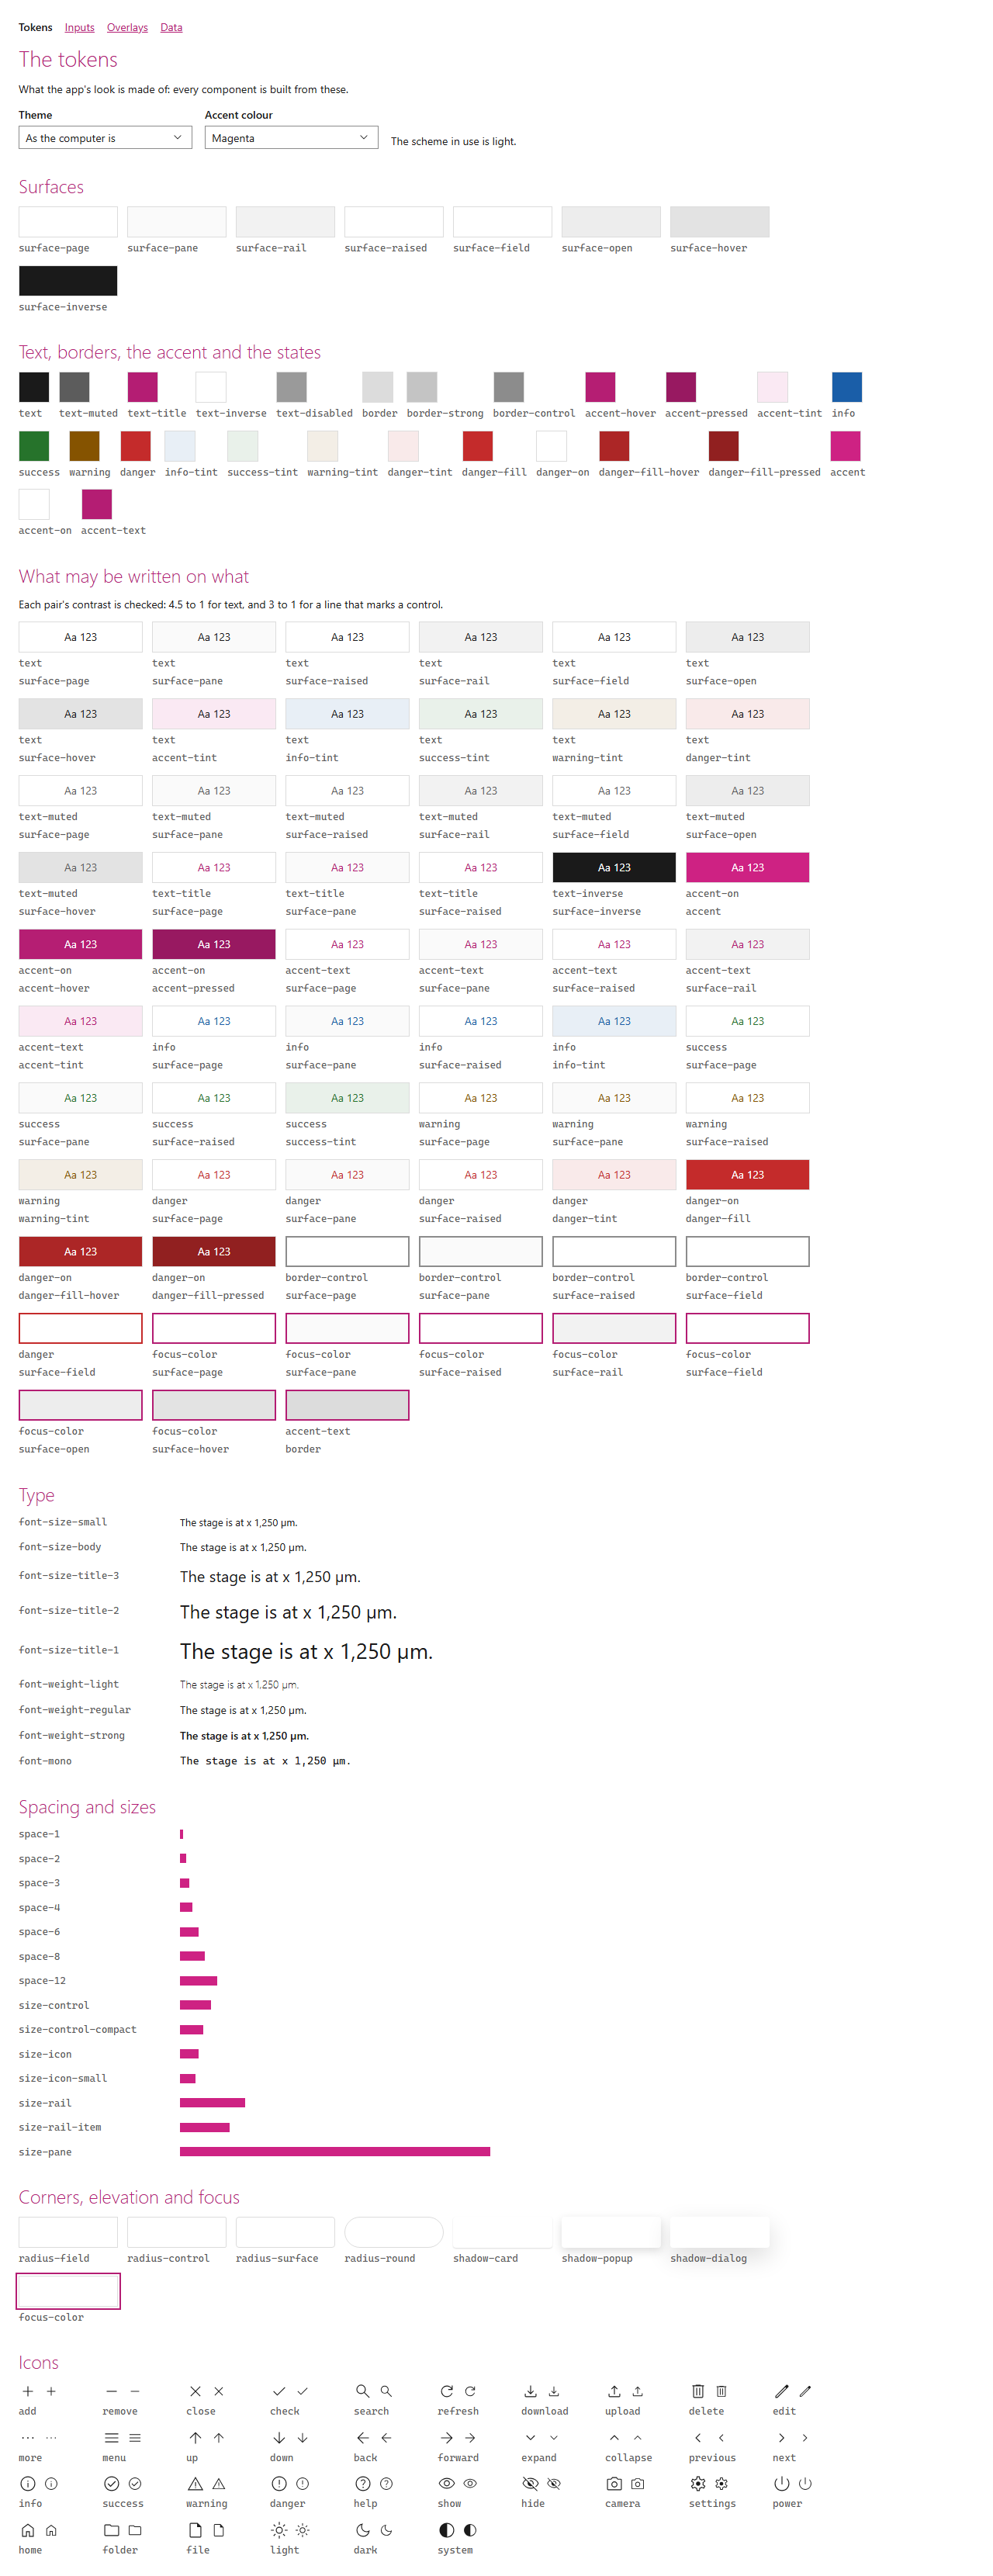 Tokens Inputs Overlays Data
The tokens
What the app's look is made of: every component is built from these.
Theme Accent colour
As the computer is Magenta The scheme in use is light.
Surfaces
surface-page surface-pane surface-rail surface-raised surface-field surface-open surface-hover
surface-inverse
Text, borders, the accent and the states
text text-muted text-title text-inverse text-disabled border border-strong border-control accent-hover accent-pressed accent-tint info
success warning danger info-tint success-tint warning-tint danger-tint danger-fill danger-on danger-fill-hover danger-fill-pressed accent
accent-on accent-text
What may be written on what
Each pair's contrast is checked: 4.5 to 1 for text, and 3 to 1 for a line that marks a control.
Aa 123 Aa 123 Aa 123 Aa 123 Aa 123 Aa 123
text text text text text text
surface-page surface-pane surface-raised surface-rail surface-field surface-open
Aa 123 Aa 123 Aa 123 Aa 123 Aa 123 Aa 123
text text text text text text
surface-hover accent-tint info-tint success-tint warning-tint danger-tint
Aa 123 Aa 123 Aa 123 Aa 123 Aa 123 Aa 123
text-muted text-muted text-muted text-muted text-muted text-muted
surface-page surface-pane surface-raised surface-rail surface-field surface-open
Aa 123 Aa 123 Aa 123 Aa 123 Aa 123 Aa 123
text-muted text-title text-title text-title text-inverse accent-on
surface-hover surface-page surface-pane surface-raised surface-inverse accent
Aa 123 Aa 123 Aa 123 Aa 123 Aa 123 Aa 123
accent-on accent-on accent-text accent-text accent-text accent-text
accent-hover accent-pressed surface-page surface-pane surface-raised surface-rail
Aa 123 Aa 123 Aa 123 Aa 123 Aa 123 Aa 123
accent-text info info info info success
accent-tint surface-page surface-pane surface-raised info-tint surface-page
Aa 123 Aa 123 Aa 123 Aa 123 Aa 123 Aa 123
success success success warning warning warning
surface-pane surface-raised success-tint surface-page surface-pane surface-raised
Aa 123 Aa 123 Aa 123 Aa 123 Aa 123 Aa 123
warning danger danger danger danger danger-on
warning-tint surface-page surface-pane surface-raised danger-tint danger-fill
Aa 123 Aa 123
danger-on danger-on border-control border-control border-control border-control
danger-fill-hover danger-fill-pressed surface-page surface-pane surface-raised surface-field
danger focus-color focus-color focus-color focus-color focus-color
surface-field surface-page surface-pane surface-raised surface-rail surface-field
focus-color focus-color accent-text
surface-open surface-hover border
Type
font-size-small The stage is at x 1,250 µm.
font-size-body The stage is at x 1,250 µm.
font-size-title-3 The stage is at x 1,250 µm.
font-size-title-2 The stage is at x 1,250 µm.
font-size-title-1 The stage is at x 1,250 µm.
font-weight-light The stage is at x 1,250 µm.
font-weight-regular The stage is at x 1,250 µm.
font-weight-strong The stage is at x 1,250 µm.
font-mono The stage is at x 1,250 µm.
Spacing and sizes
space-1
space-2
space-3
space-4
space-6
space-8
space-12
size-control
size-control-compact
size-icon
size-icon-small
size-rail
size-rail-item
size-pane
Corners, elevation and focus
radius-field radius-control radius-surface radius-round shadow-card shadow-popup shadow-dialog
focus-color
Icons
add remove close check search refresh download upload delete edit
more menu up down back forward expand collapse previous next
info success warning danger help show hide camera settings power
home folder file light dark system